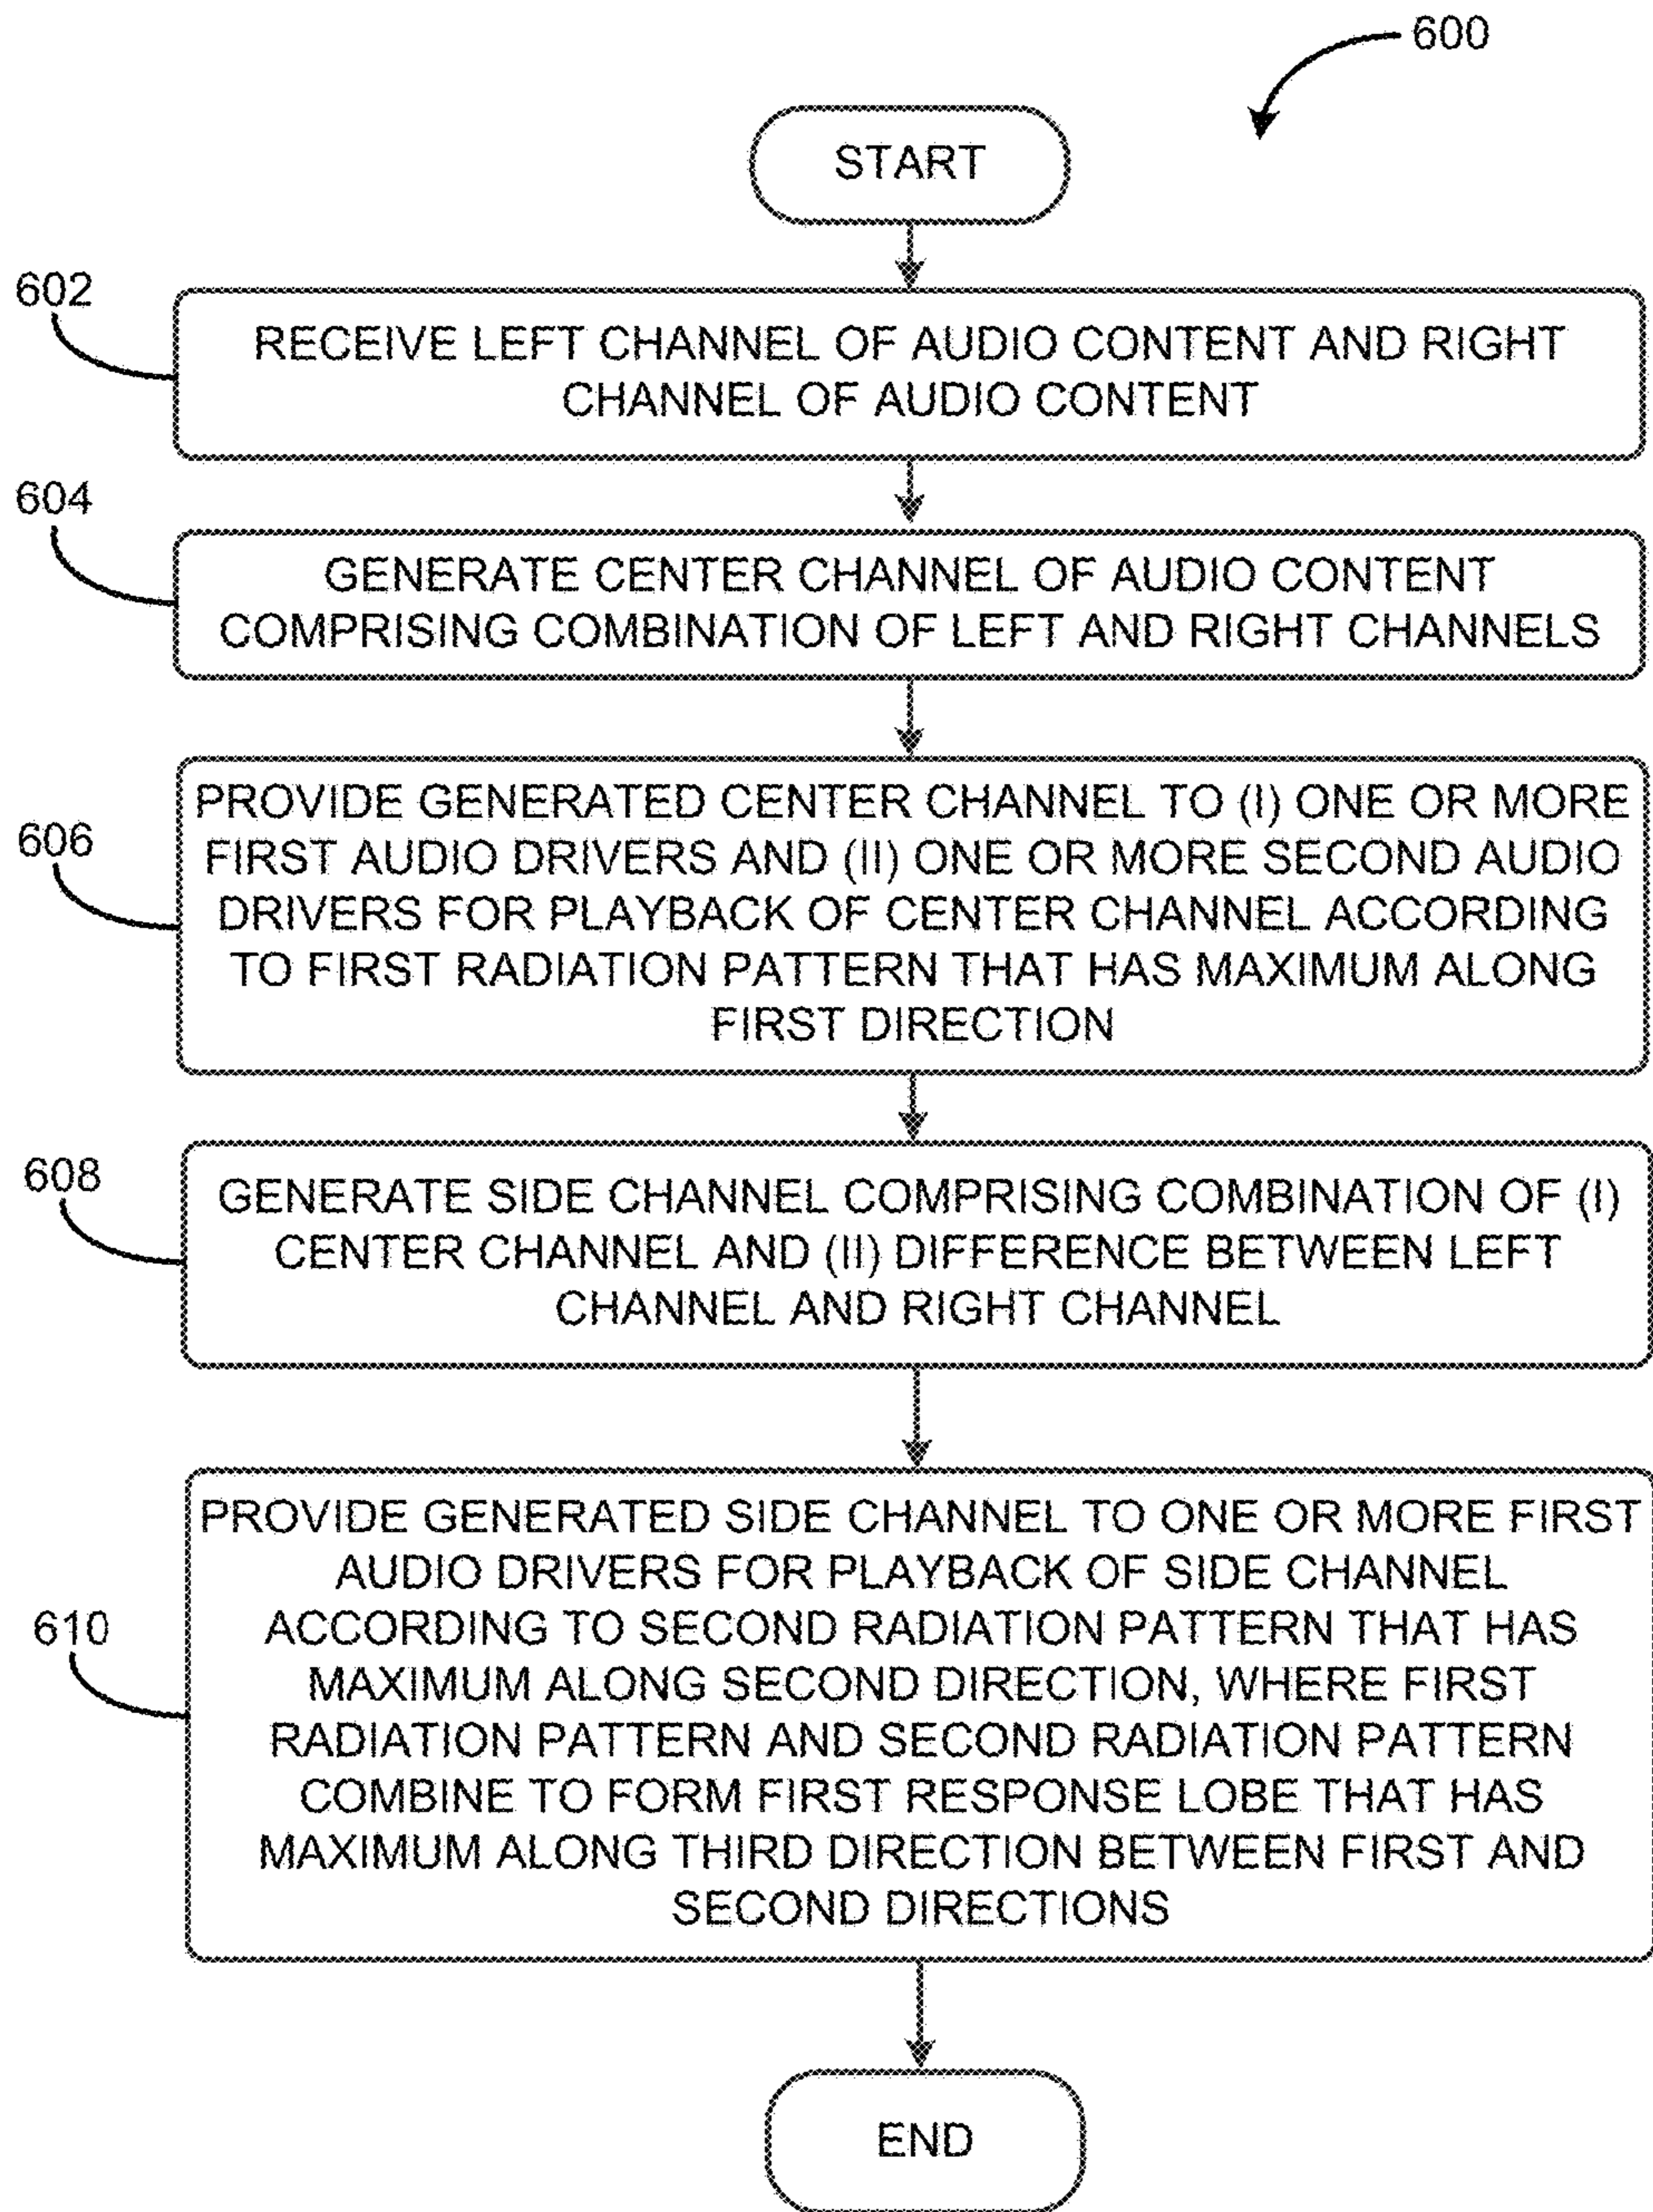 600
START
602
RECEIVE LEFT CHANNEL OF AUDIO CONTENT AND RIGHT
CHANNEL OF AUDIO CONTENT
604
GENERATE CENTER CHANNEL OF AUDIO CONTENT
COMPRISING COMBINATION OF LEFT AND RIGHT CHANNELS
606
PROVIDE GENERATED CENTER CHANNEL TO (I) ONE OR MORE
FIRST AUDIO DRIVERS AND (II) ONE OR MORE SECOND AUDIO
DRIVERS FOR PLAYBACK OF CENTER CHANNEL ACCORDING
TO FIRST RADIATION PATTERN THAT HAS MAXIMUM ALONG
FIRST DIRECTION
608
GENERATE SIDE CHANNEL COMPRISING COMBINATION OF (I)
CENTER CHANNEL AND (II) DIFFERENCE BETWEEN LEFT
CHANNEL AND RIGHT CHANNEL
610
PROVIDE GENERATED SIDE CHANNEL TO ONE OR MORE FIRST
AUDIO DRIVERS FOR PLAYBACK OF SIDE CHANNEL
ACCORDING TO SECOND RADIATION PATTERN THAT HAS
MAXIMUM ALONG SECOND DIRECTION, WHERE FIRST
RADIATION PATTERN AND SECOND RADIATION PATTERN
COMBINE TO FORM FIRST RESPONSE LOBE THAT HAS
MAXIMUM ALONG THIRD DIRECTION BETWEEN FIRST AND
SECOND DIRECTIONS
END